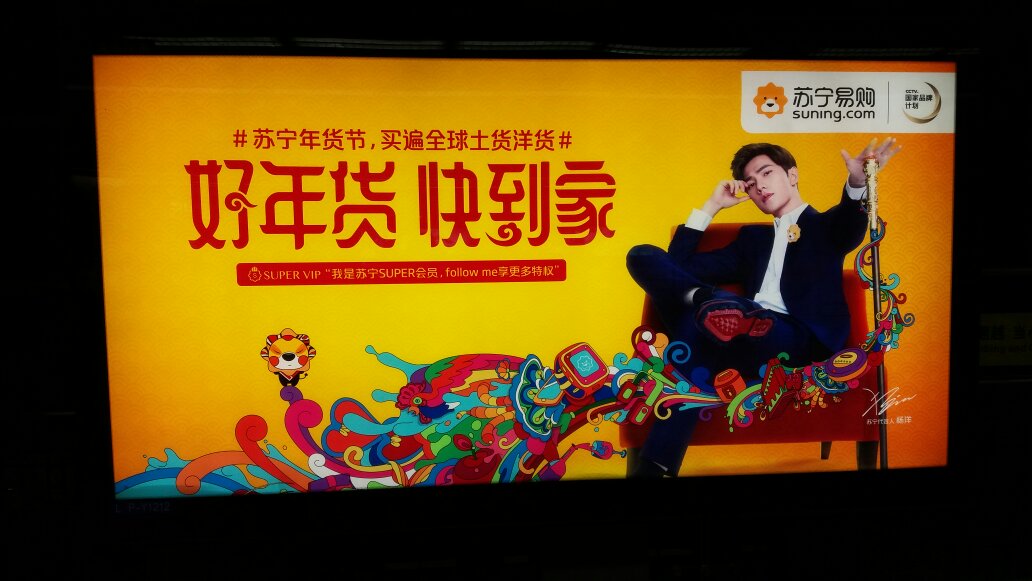 苏宁易购
suning.com
CCTV.
国家品牌
计划
#苏宁年货节,买遍全球土货洋货#
好年货 快到家
SUPER VIP “我是苏宁SUPER会员, follow me享更多特权”
苏宁代言人 杨洋
L P-Y1212